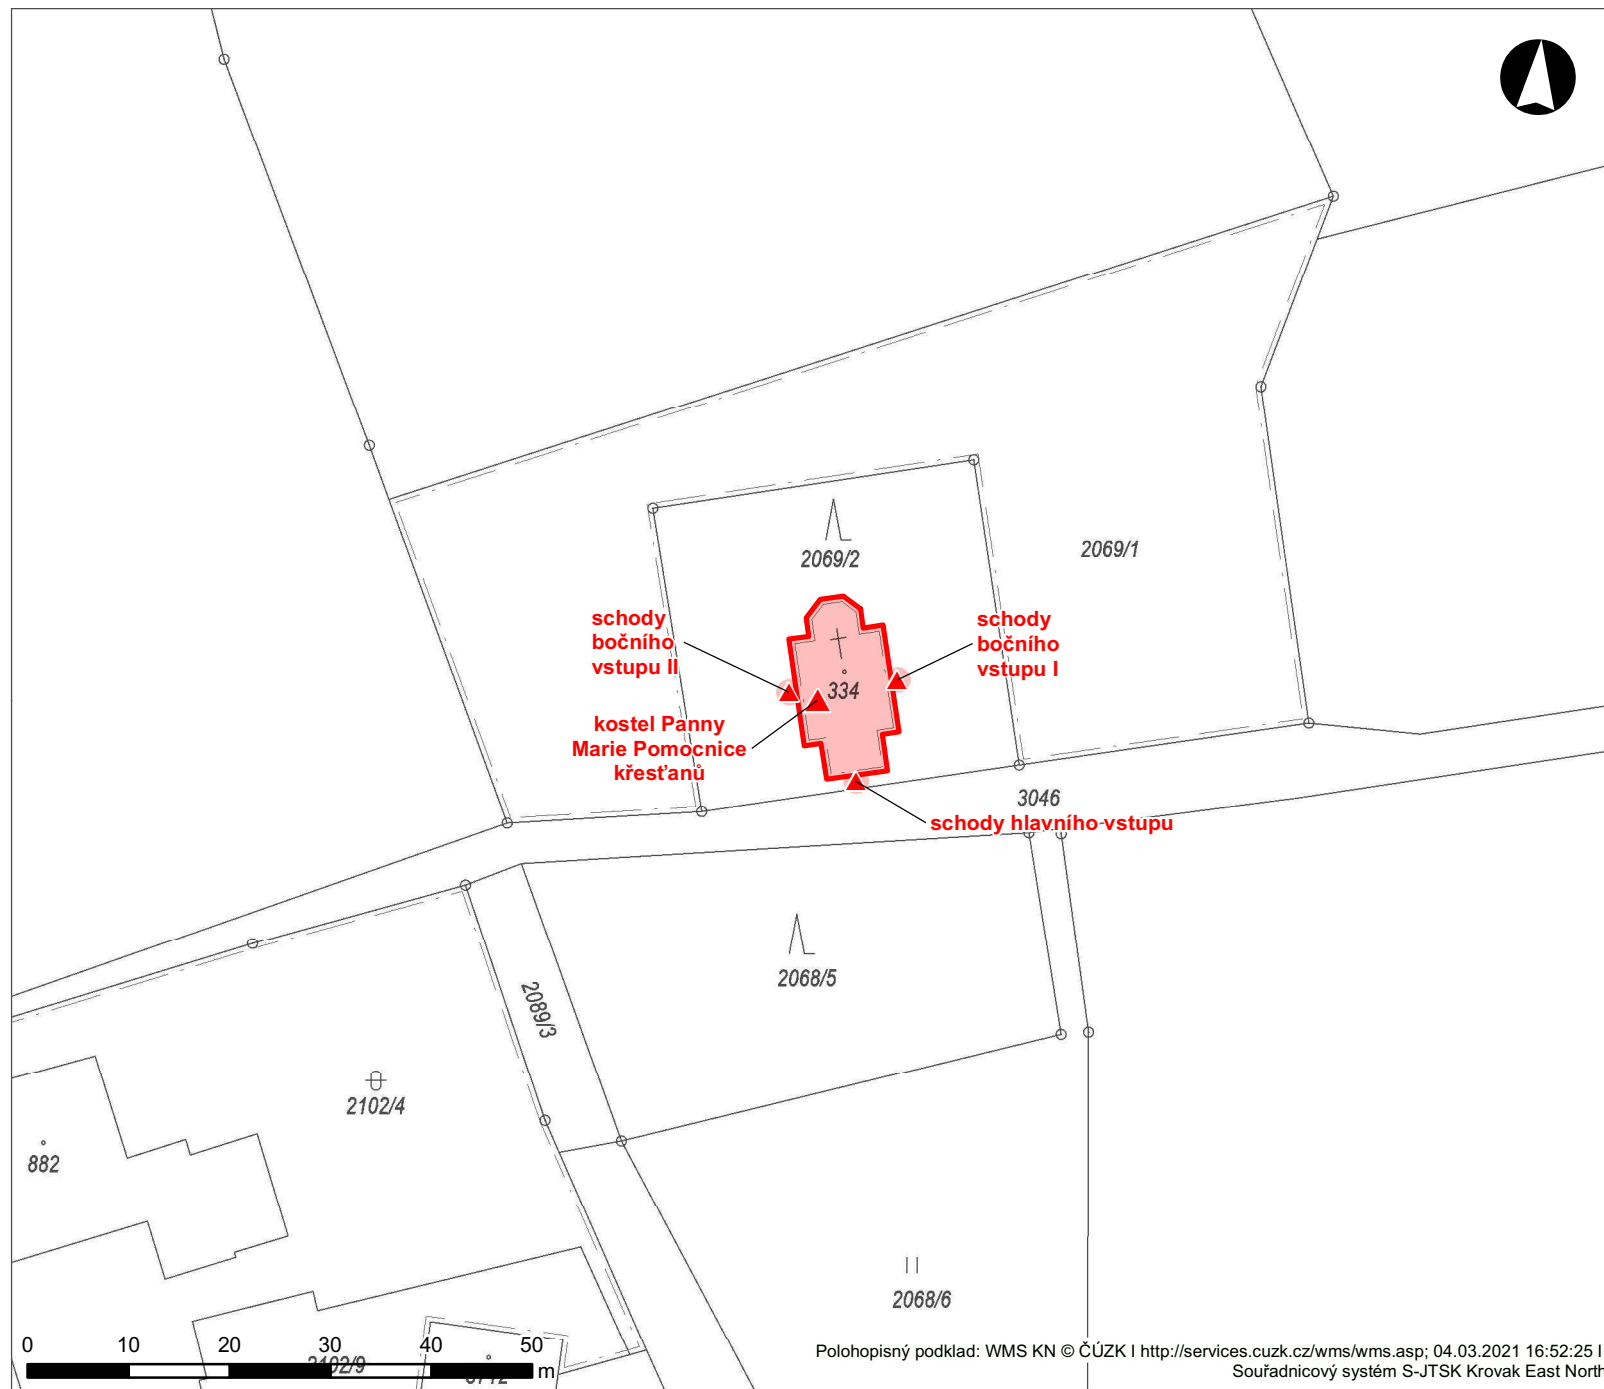 2069/2
2069/1
schody
bočního
vstupu II
schody
bočního
vstupu I
334
kostel Panny
Marie Pomocnice
křesťanů
3046
schody hlavního vstupu
2068/5
2089/3
2102/4
882
2068/6
0 10 20 30 40 50
m
2102/9
Polohopisný podklad: WMS KN © ČÚZK I http://services.cuzk.cz/wms/wms.asp; 04.03.2021 16:52:25 I
Souřadnicový systém S-JTSK Krovak East North